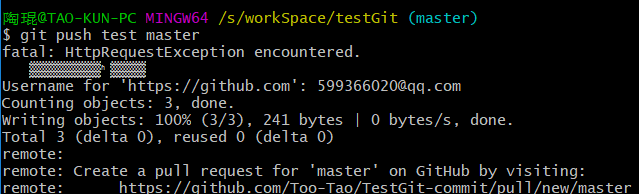 陶琨@TAO-KUN-PC MINGW64 /s/workSpace/testGit (master)
$ git push test master
fatal: HttpRequestException encountered.
Username for 'https://github.com': 599366020@qq.com
Counting objects: 3, done.
Writing objects: 100% (3/3), 241 bytes | 0 bytes/s, done.
Total 3 (delta 0), reused 0 (delta 0)
remote:
remote: Create a pull request for 'master' on GitHub by visiting:
remote:      https://github.com/Too-Tao/TestGit-commit/pull/new/master